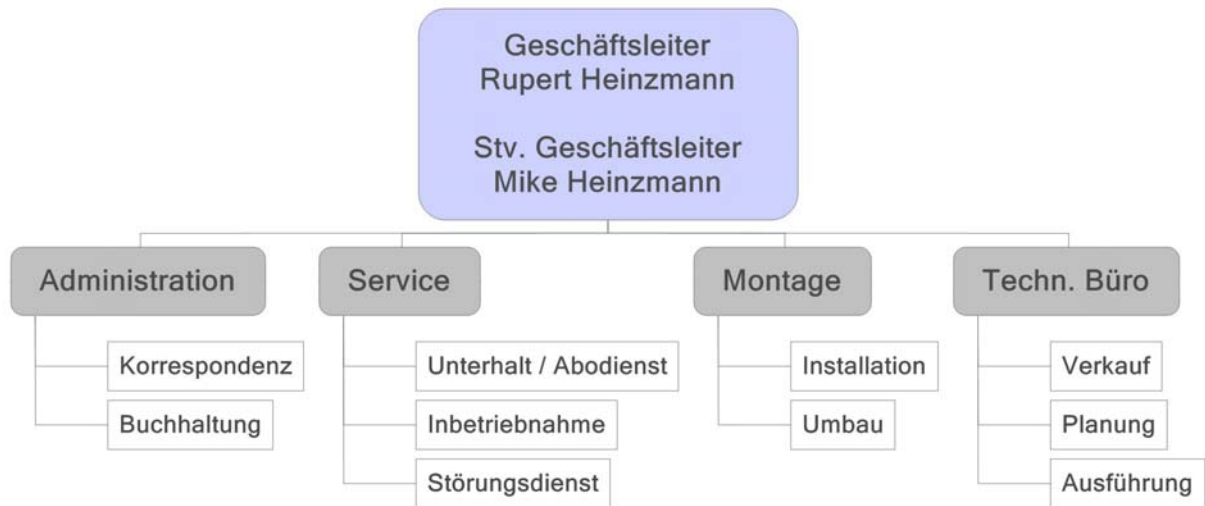 Geschäftsleiter
Rupert Heinzmann
Stv. Geschäftsleiter
Mike Heinzmann
Administration
Korrespondenz
Buchhaltung
Service
Unterhalt / Abodienst
Inbetriebnahme
Störungsdienst
Montage
Installation
Umbau
Techn. Büro
Verkauf
Planung
Ausführung